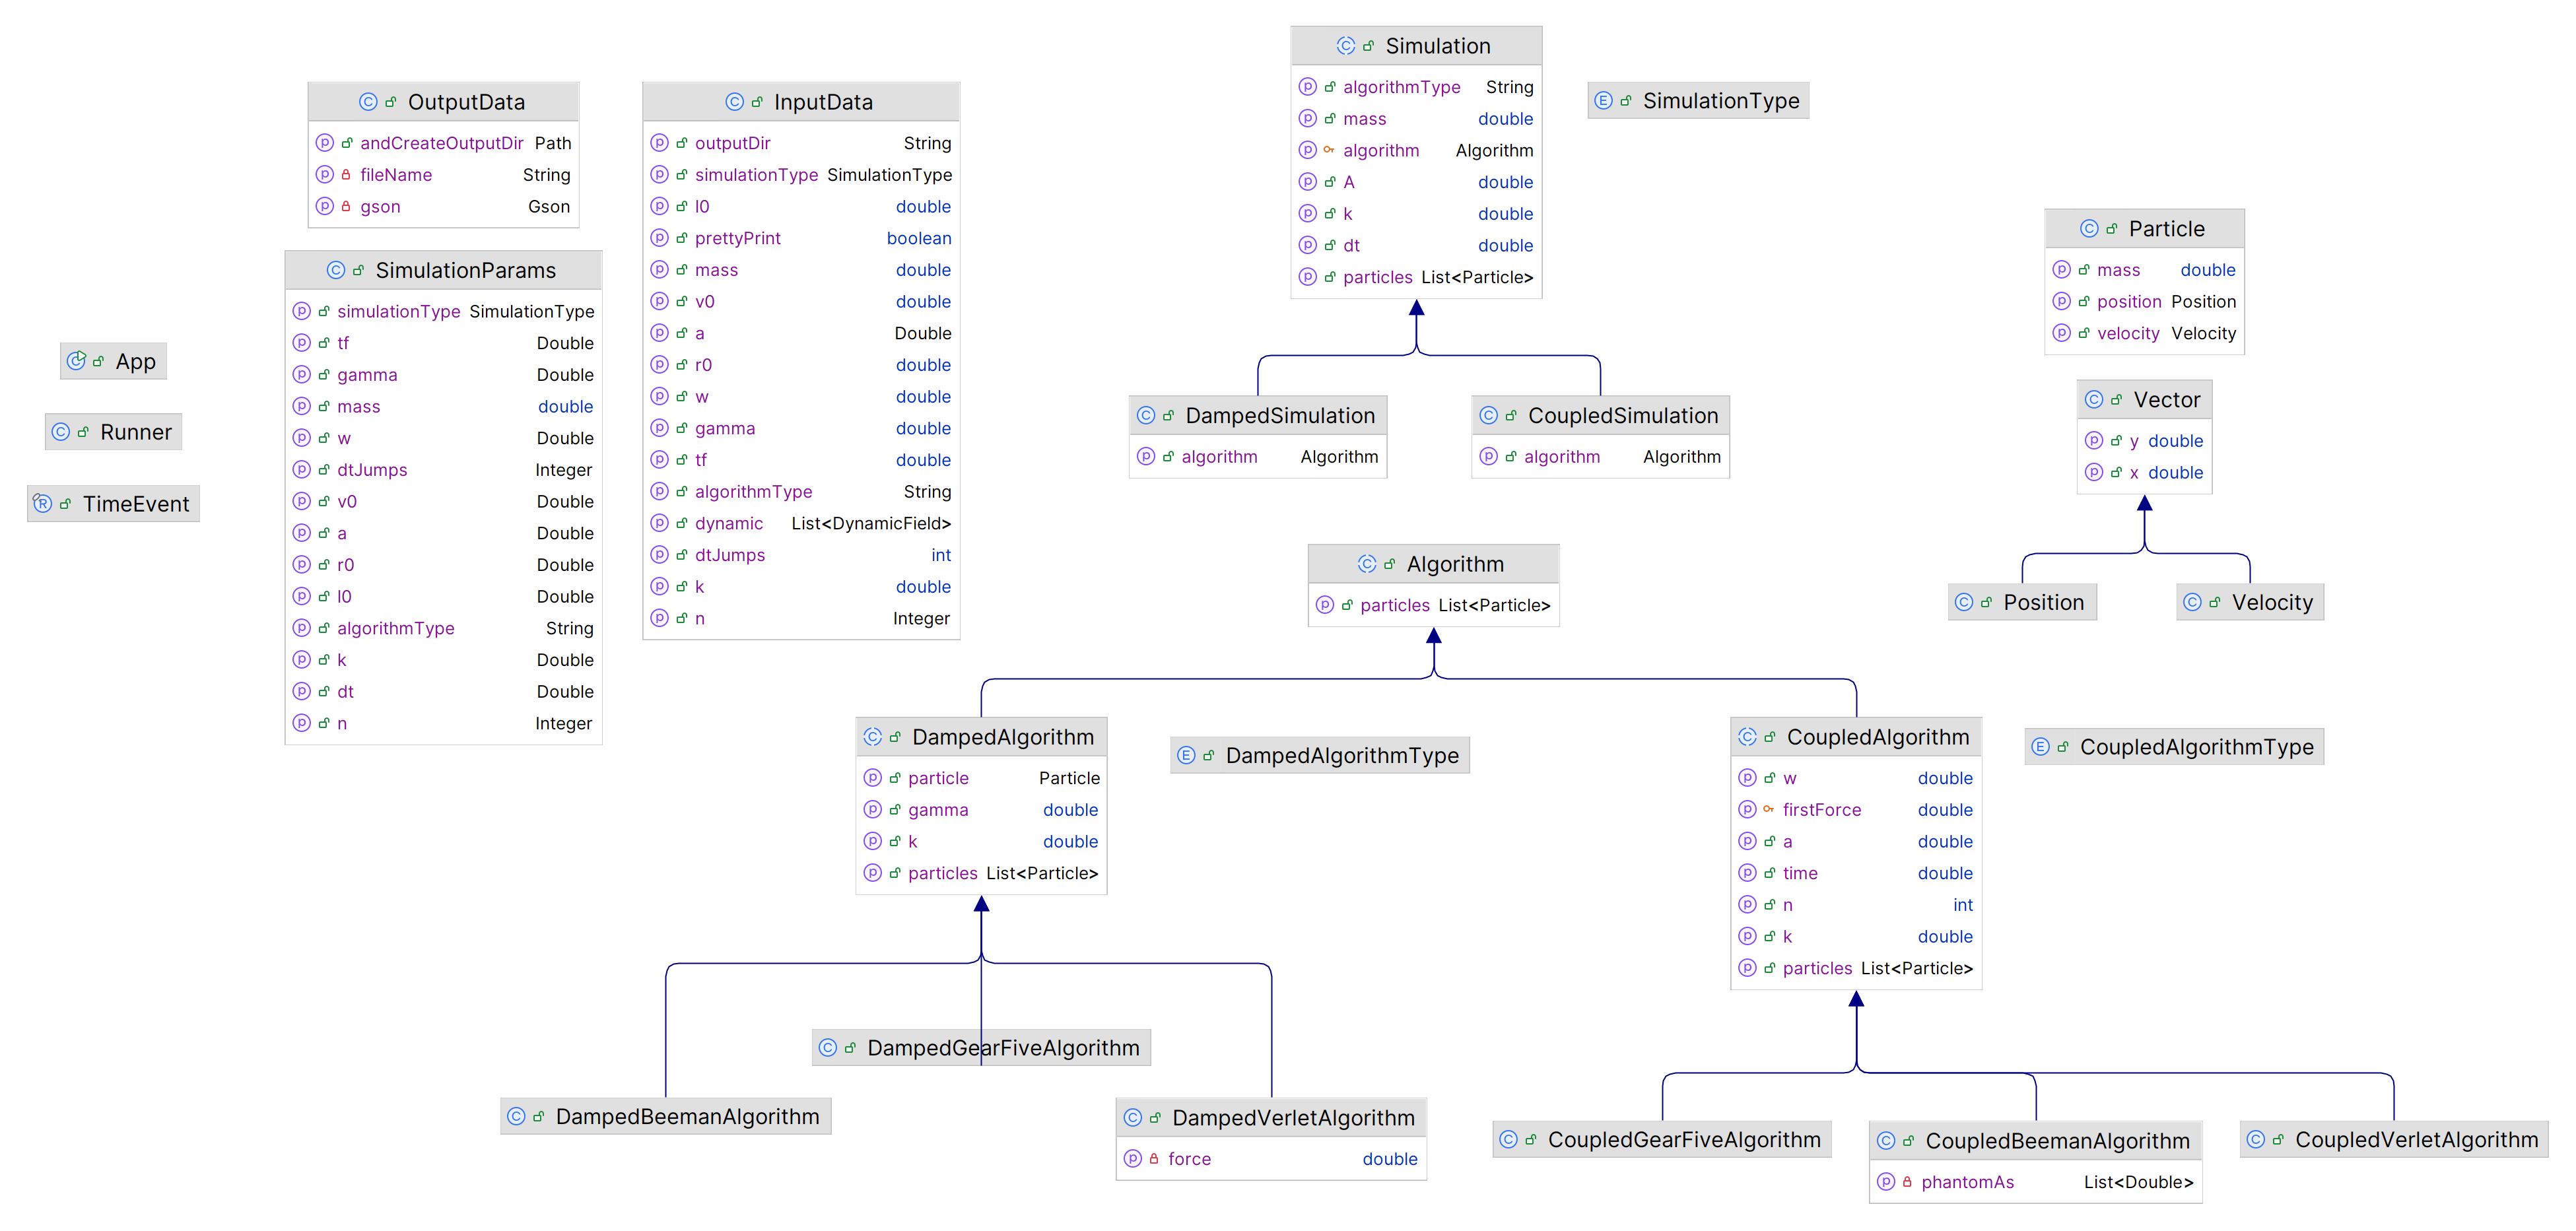 OutputData
andCreateOutputDir Path
fileName String
gson Gson
SimulationParams
simulationType SimulationType
tf Double
gamma Double
mass double
w Double
dtJumps Integer
v0 Double
a Double
r0 Double
l0 Double
algorithmType String
k Double
dt Double
n Integer
App
Runner
TimeEvent
InputData
outputDir String
simulationType SimulationType
l0 double
prettyPrint boolean
mass double
v0 double
a Double
r0 double
w double
gamma double
tf double
algorithmType String
dynamic List<DynamicField>
dtJumps int
k double
n Integer
Simulation
algorithmType String
mass double
algorithm Algorithm
A double
k double
dt double
particles List<Particle>
SimulationType
DampedSimulation
algorithm Algorithm
CoupledSimulation
algorithm Algorithm
Particle
mass double
position Position
velocity Velocity
Vector
y double
x double
Position
Velocity
Algorithm
particles List<Particle>
DampedAlgorithm
particle Particle
gamma double
k double
particles List<Particle>
DampedAlgorithmType
CoupledAlgorithm
w double
firstForce double
a double
time double
n int
k double
particles List<Particle>
CoupledAlgorithmType
DampedGearFiveAlgorithm
DampedBeemanAlgorithm
DampedVerletAlgorithm
force double
CoupledGearFiveAlgorithm
CoupledBeemanAlgorithm
phantomAs List<Double>
CoupledVerletAlgorithm